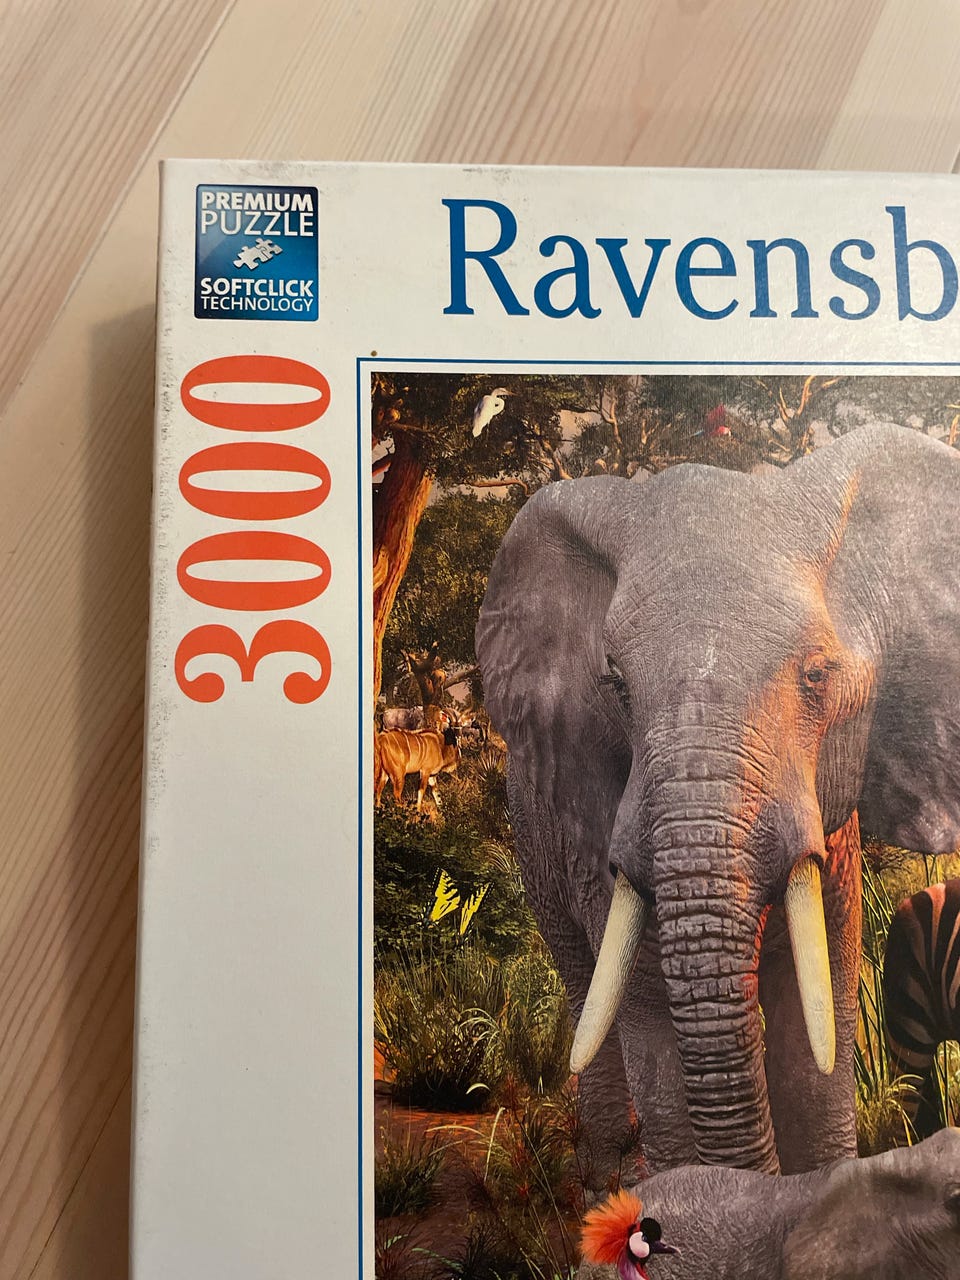 PREMIUM
PUZZLE
SOFTCLICK
TECHNOLOGY
Ravensb
3000